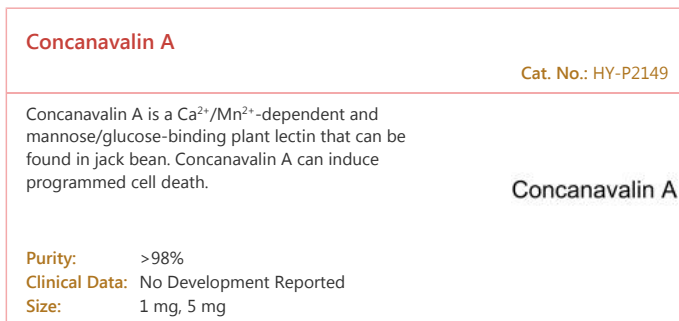 Concanavalin A
Cat. No.: HY-P2149
Concanavalin A is a Ca²⁺/Mn²⁺-dependent and
mannose/glucose-binding plant lectin that can be
found in jack bean. Concanavalin A can induce
programmed cell death.
Concanavalin A
Purity: >98%
Clinical Data: No Development Reported
Size: 1 mg, 5 mg